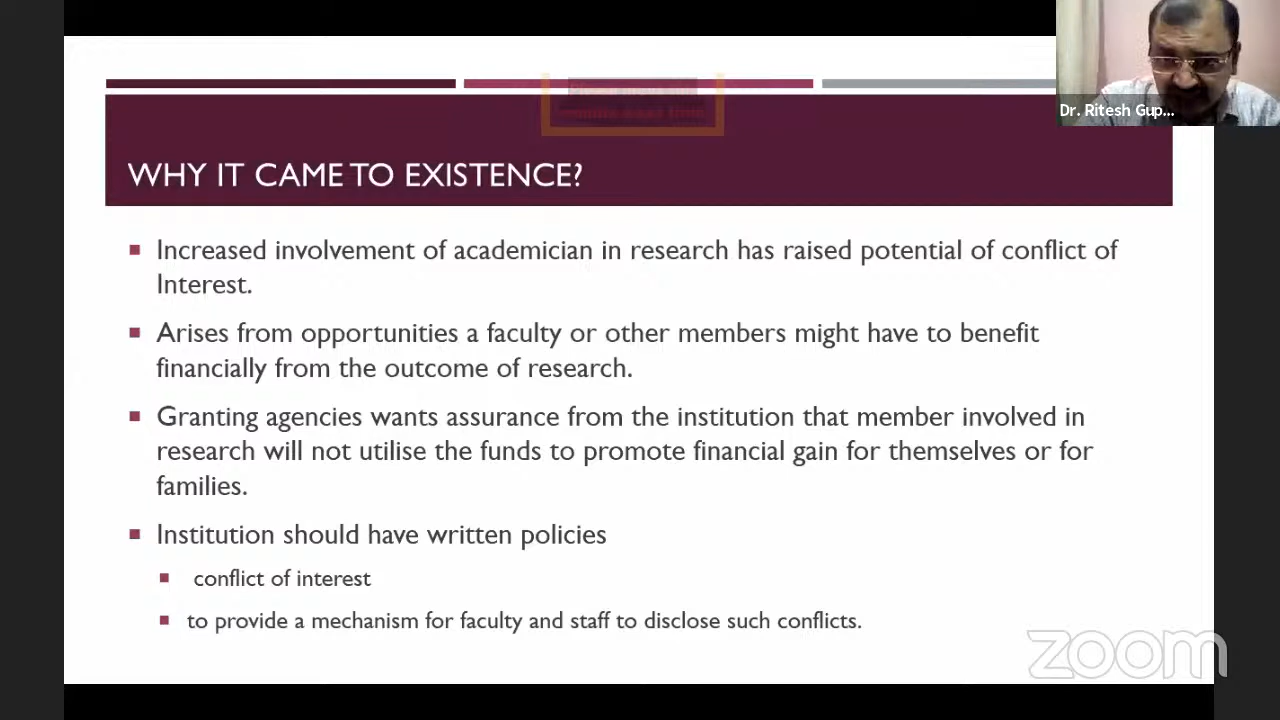 Dr. Ritesh Gup...
WHY IT CAME TO EXISTENCE?
Increased involvement of academician in research has raised potential of conflict of
Interest.
Arises from opportunities a faculty or other members might have to benefit
financially from the outcome of research.
Granting agencies wants assurance from the institution that member involved in
research will not utilise the funds to promote financial gain for themselves or for
families.
Institution should have written policies
conflict of interest
to provide a mechanism for faculty and staff to disclose such conflicts.
zoom